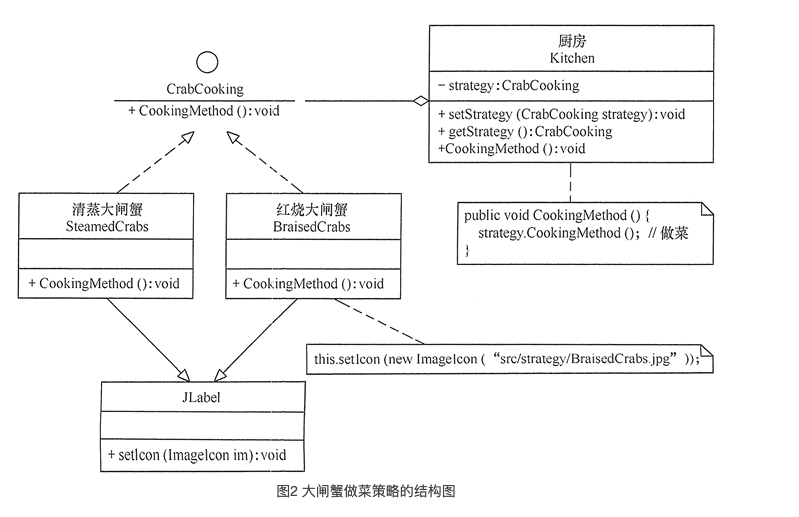 厨房
Kitchen
- strategy:CrabCooking
+ setStrategy (CrabCooking strategy):void
+ getStrategy ():CrabCooking
+CookingMethod ():void
CrabCooking
+ CookingMethod ():void
清蒸大闸蟹
SteamedCrabs
+ CookingMethod ():void
红烧大闸蟹
BraisedCrabs
+ CookingMethod ():void
public void CookingMethod () {
strategy.CookingMethod (); // 做菜
}
this.setIcon (new ImageIcon (“src/strategy/BraisedCrabs.jpg”));
JLabel
+ setIcon (ImageIcon im):void
图2 大闸蟹做菜策略的结构图